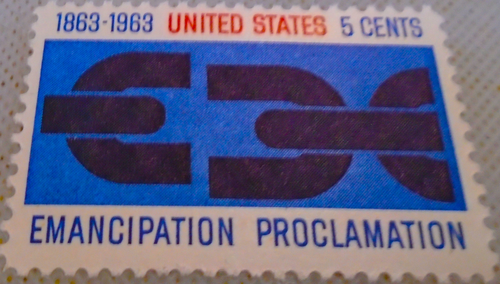 1863-1963 UNITED STATES 5 CENTS
EMANCIPATION PROCLAMATION